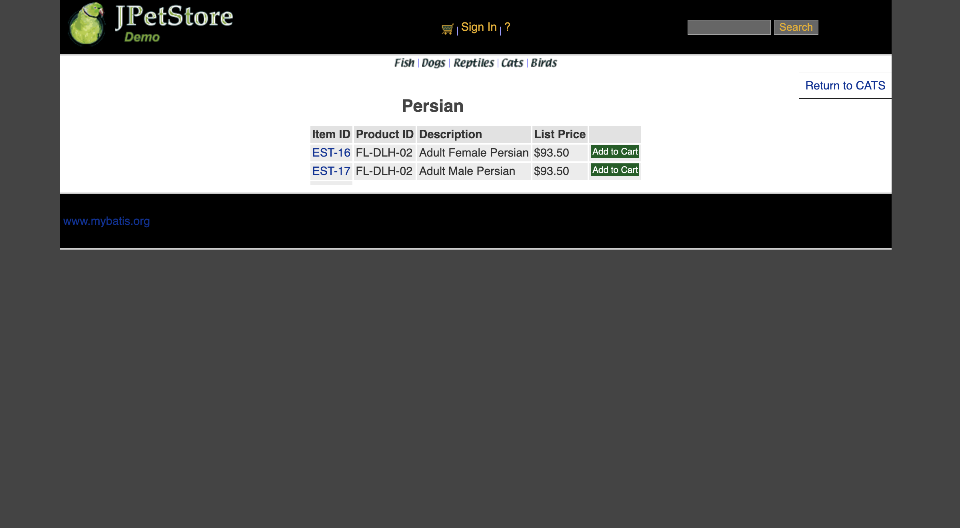 JPetStore
Demo
Sign In | ?
Search
Fish | Dogs | Reptiles | Cats | Birds
Return to CATS
Persian
Item ID Product ID Description List Price
EST-16 FL-DLH-02 Adult Female Persian $93.50 Add to Cart
EST-17 FL-DLH-02 Adult Male Persian $93.50 Add to Cart
www.mybatis.org